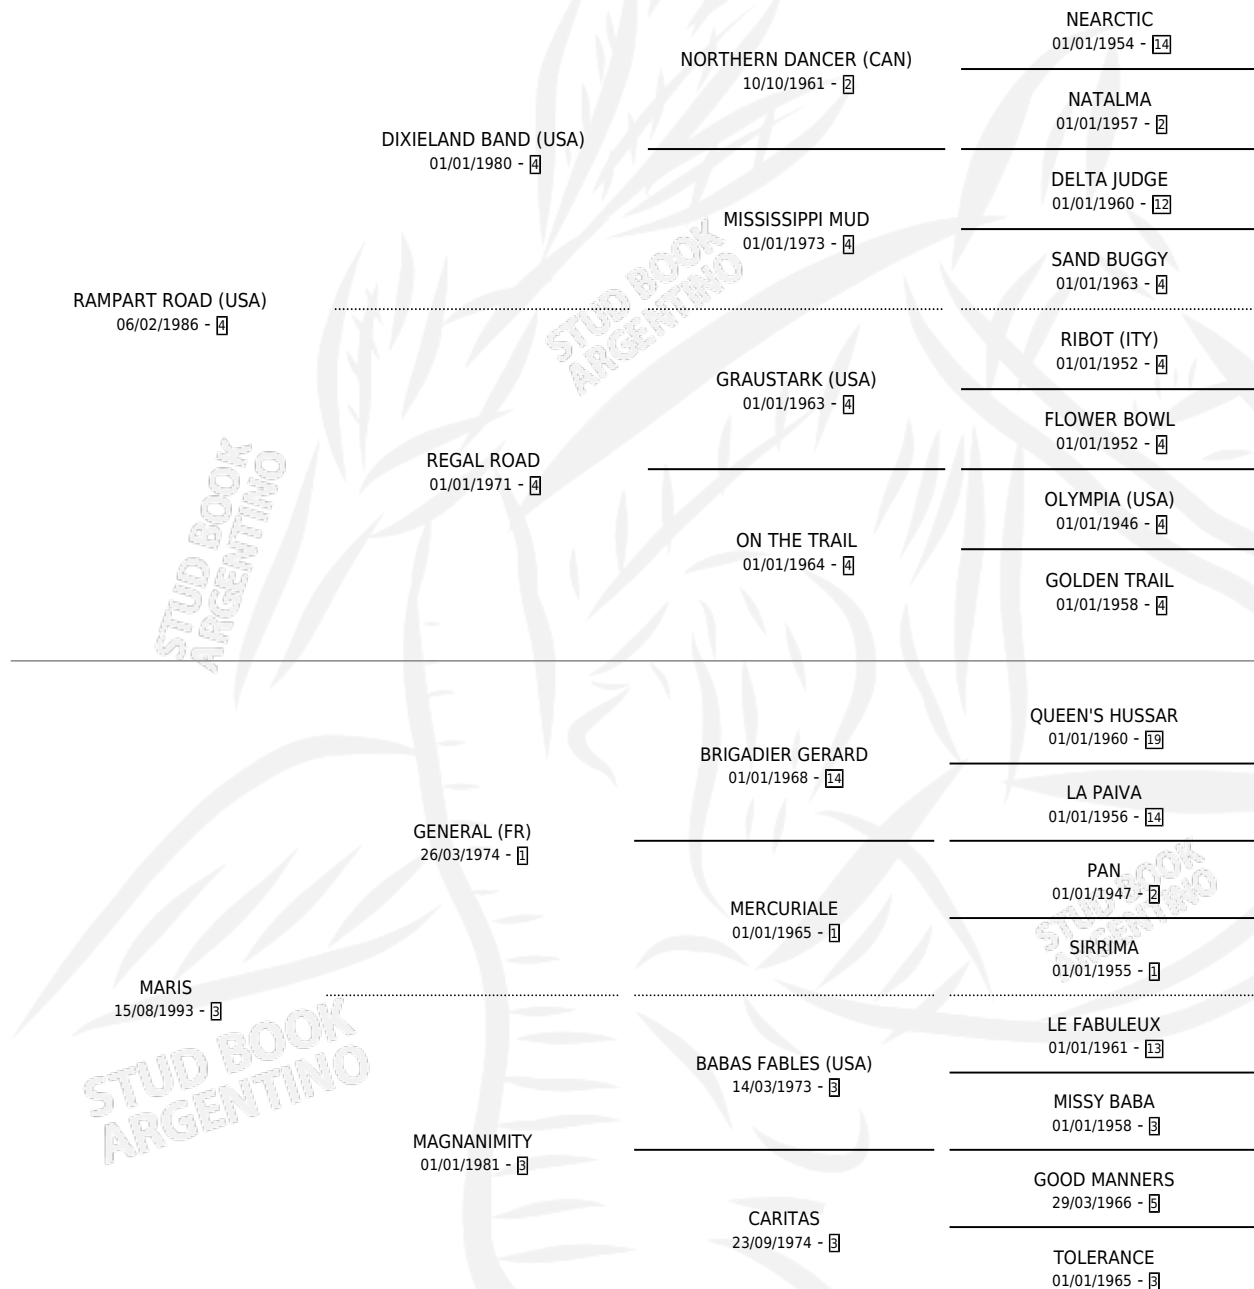 NEARCTIC
01/01/1954 - 14
NORTHERN DANCER (CAN)
10/10/1961 - 2
NATALMA
01/01/1957 - 2
DIXIELAND BAND (USA)
01/01/1980 - 4
DELTA JUDGE
01/01/1960 - 12
MISSISSIPPI MUD
01/01/1973 - 4
SAND BUGGY
01/01/1963 - 4
RAMPART ROAD (USA)
06/02/1986 - 4
STUD BOOK
ARGENTINO
RIBOT (ITY)
01/01/1952 - 4
GRAUSTARK (USA)
01/01/1963 - 4
FLOWER BOWL
01/01/1952 - 4
REGAL ROAD
01/01/1971 - 4
OLYMPIA (USA)
01/01/1946 - 4
ON THE TRAIL
01/01/1964 - 4
GOLDEN TRAIL
01/01/1958 - 4
STUD BOOK
ARGENTINO
QUEEN'S HUSSAR
01/01/1960 - 19
BRIGADIER GERARD
01/01/1968 - 14
LA PAIVA
01/01/1956 - 14
GENERAL (FR)
26/03/1974 - 1
PAN
01/01/1947 - 2
MERCURIALE
01/01/1965 - 1
SIRRIMA
01/01/1955 - 1
STUD BOOK
ARGENTINO
MARIS
15/08/1993 - 3
LE FABULEUX
01/01/1961 - 13
BABAS FABLES (USA)
14/03/1973 - 3
MISSY BABA
01/01/1958 - 3
STUD BOOK
ARGENTINO
MAGNANIMITY
01/01/1981 - 3
GOOD MANNERS
29/03/1966 - 5
CARITAS
23/09/1974 - 3
TOLERANCE
01/01/1965 - 3